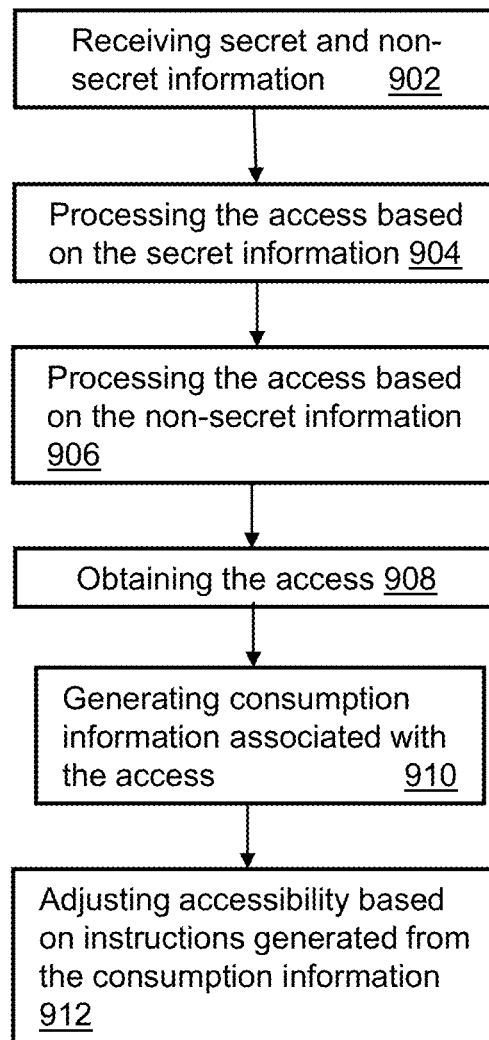 Receiving secret and non-
secret information 902
Processing the access based
on the secret information 904
Processing the access based
on the non-secret information
906
Obtaining the access 908
Generating consumption
information associated with
the access 910
Adjusting accessibility based
on instructions generated from
the consumption information
912